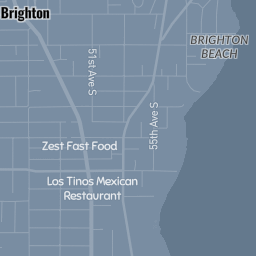 Brighton
BRIGHTON
BEACH
51st Ave S
55th Ave S
Zest Fast Food
Los Tinos Mexican
Restaurant